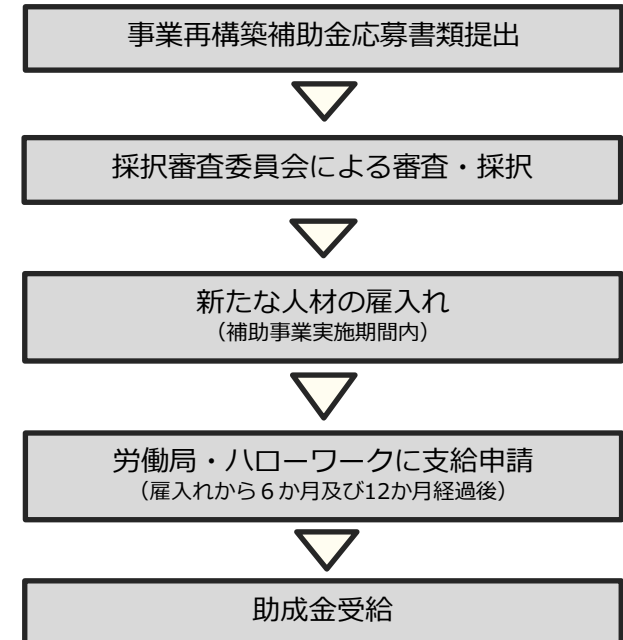 事業再構築補助金応募書類提出
採択審査委員会による審査・採択
新たな人材の雇入れ
（補助事業実施期間内）
労働局・ハローワークに支給申請
（雇入れから６か月及び12か月経過後）
助成金受給